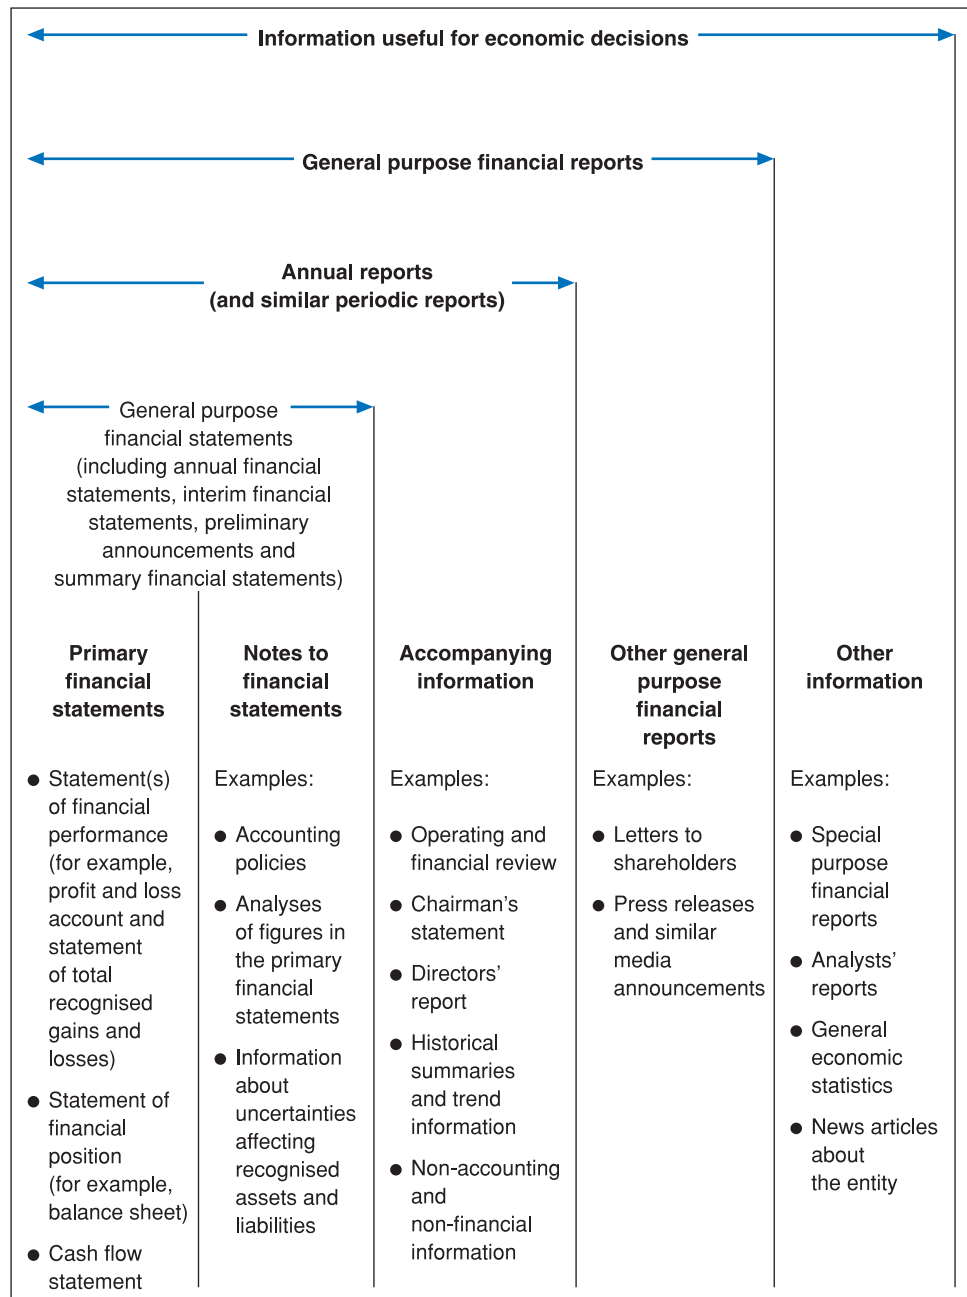 Information useful for economic decisions
General purpose financial reports
Annual reports
(and similar periodic reports)
General purpose
financial statements
(including annual financial
statements, interim financial
statements, preliminary
announcements and
summary financial statements)
Primary
financial
statements
● Statement(s)
of financial
performance
(for example,
profit and loss
account and
statement
of total
recognised
gains and
losses)
● Statement of
financial
position
(for example,
balance sheet)
● Cash flow
statement
Notes to
financial
statements
Examples:
● Accounting
policies
● Analyses
of figures in
the primary
financial
statements
● Information
about
uncertainties
affecting
recognised
assets and
liabilities
Accompanying
information
Examples:
● Operating and
financial review
● Chairman's
statement
● Directors'
report
● Historical
summaries
and trend
information
● Non-accounting
and
non-financial
information
Other general
purpose
financial
reports
Examples:
● Letters to
shareholders
● Press releases
and similar
media
announcements
Other
information
Examples:
● Special
purpose
financial
reports
● Analysts'
reports
● General
economic
statistics
● News articles
about
the entity